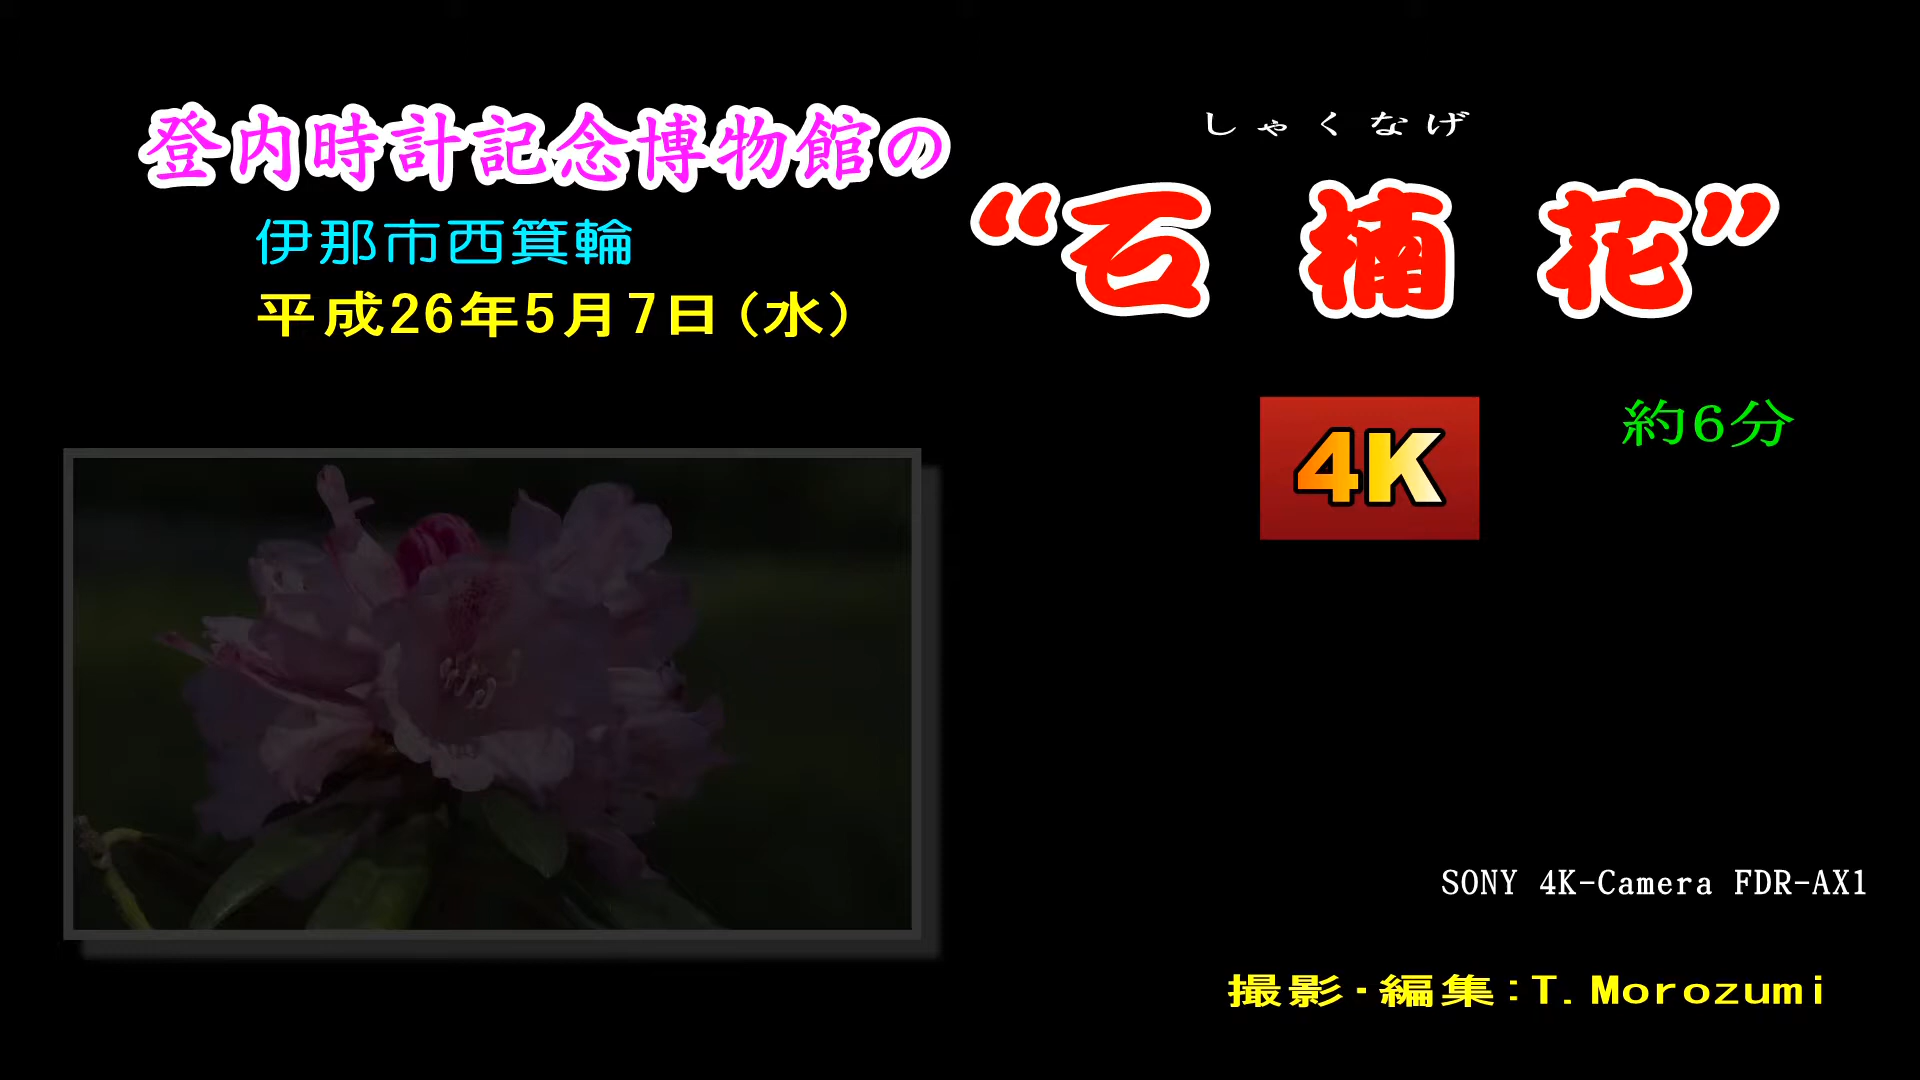 登内時計記念博物館の
しゃくなげ
“石楠花”
伊那市西箕輪
平成26年5月7日(水)
4K
約6分
SONY 4K-Camera FDR-AX1
撮影・編集:T.Morozumi